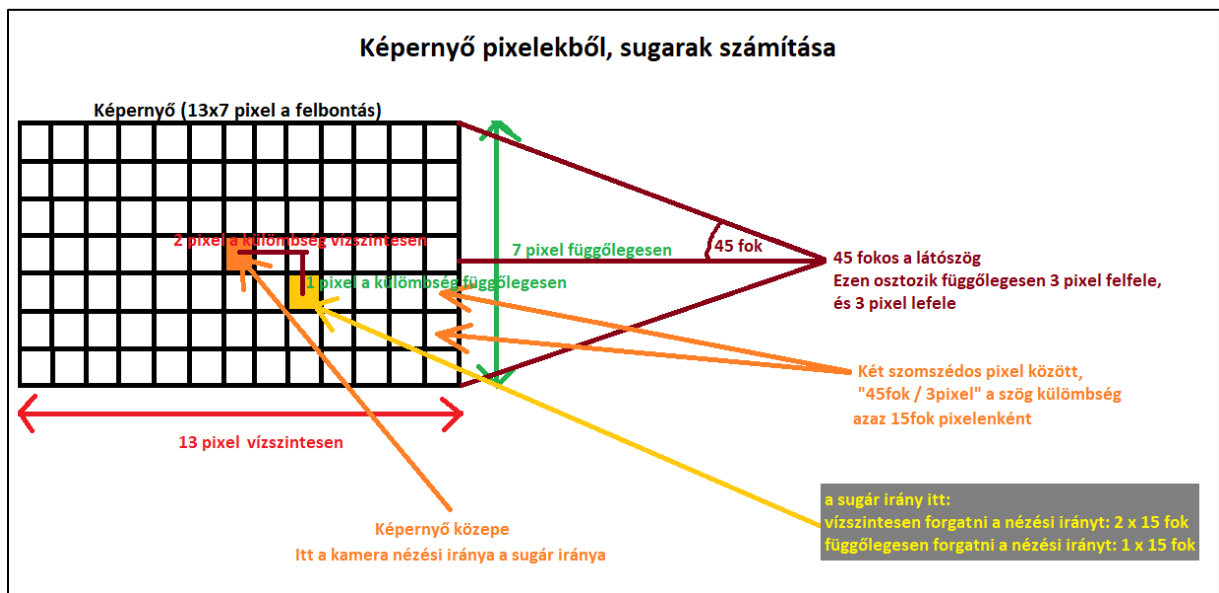 Képernyő pixelekből, sugarak számítása
Képernyő (13x7 pixel a felbontás)
2 pixel a külömbség vízszintesen
1 pixel a külömbség függőlegesen
7 pixel függőlegesen
45 fok
45 fokos a látószög
Ezen osztozik függőlegesen 3 pixel felfele,
és 3 pixel lefele
Két szomszédos pixel között,
"45fok / 3pixel" a szög külömbség
azaz 15fok pixelenként
13 pixel vízszintesen
Képernyő közepe
Itt a kamera nézési iránya a sugár iránya
a sugár irány itt:
vízszintesen forgatni a nézési irányt: 2 x 15 fok
függőlegesen forgatni a nézési irányt: 1 x 15 fok